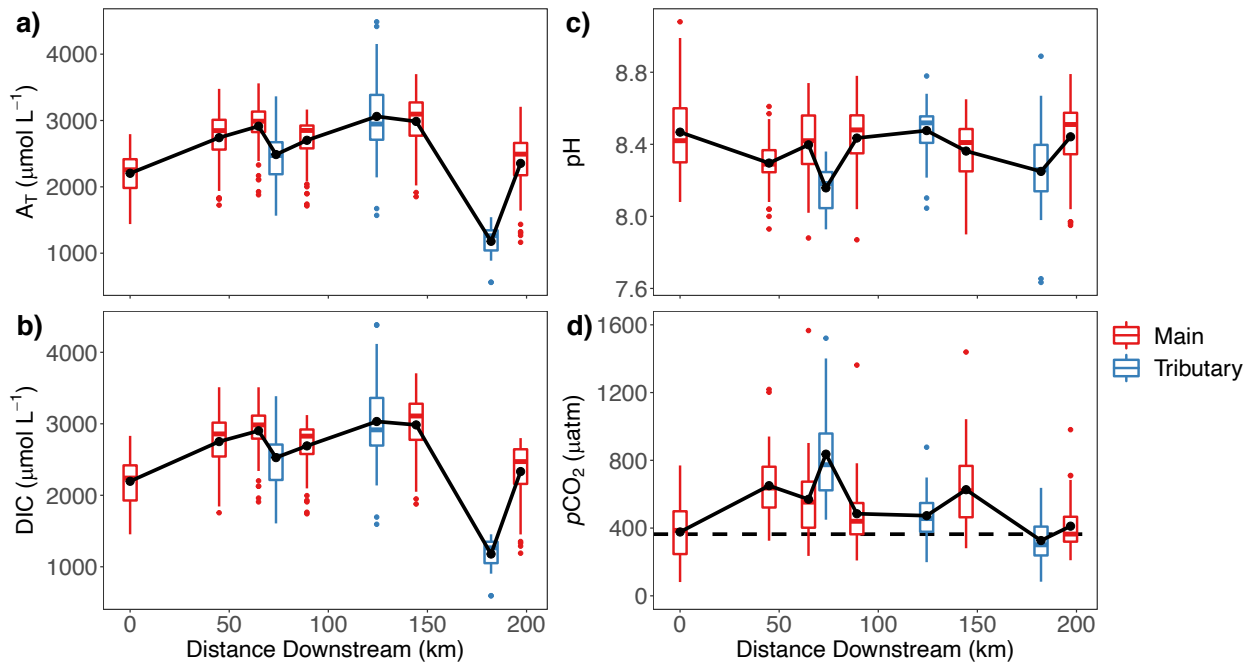 a)
A_T (μmol L⁻¹)
4000
3000
2000
1000
b)
DIC (μmol L⁻¹)
4000
3000
2000
1000
0 50 100 150 200
Distance Downstream (km)
c)
pH
8.8
8.4
8.0
7.6
d)
pCO₂ (μatm)
1600
1200
800
400
0
0 50 100 150 200
Distance Downstream (km)
Main
Tributary